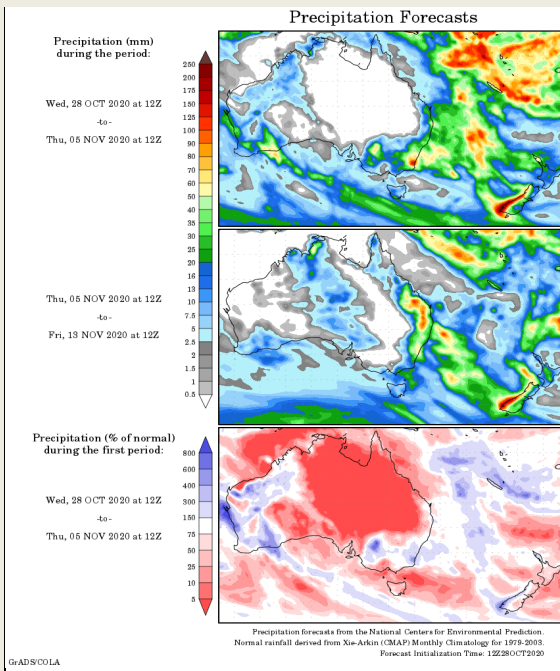 Precipitation Forecasts
Precipitation (mm)
during the period:
Wed, 28 OCT 2020 at 12Z
-to-
Thu, 05 NOV 2020 at 12Z
250
200
175
150
125
100
90
80
70
60
50
40
35
30
25
20
16
13
10
7.5
5
2.5
2
1.5
1
0.5
Thu, 05 NOV 2020 at 12Z
-to-
Fri, 13 NOV 2020 at 12Z
Precipitation (% of normal)
during the first period:
Wed, 28 OCT 2020 at 12Z
-to-
Thu, 05 NOV 2020 at 12Z
800
600
400
300
150
75
50
25
10
5
Precipitation forecasts from the National Centers for Environmental Prediction.
Normal rainfall derived from Xie-Arkin (CMAP) Monthly Climatology for 1979-2003.
Forecast Initialization Time: 12Z28OCT2020
GrADS/COLA